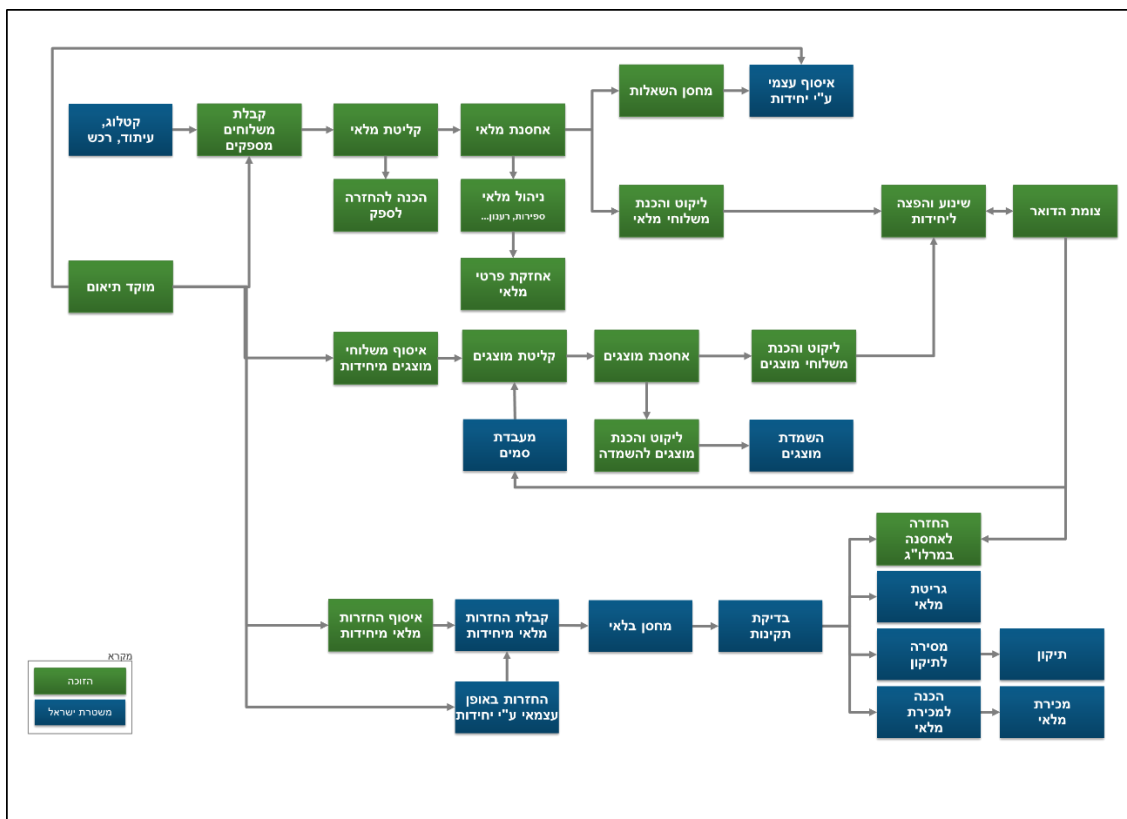 מחסן השאלות
איסוף עצמי
ע"י יחידות
קטלוג,
עיתוד, רכש
קבלת
משלוחים
מספקים
קליטת מלאי
אחסנת מלאי
הכנה להחזרה
לספק
ניהול מלאי
ספירות, רענון...
ליקוט והכנת
משלוחי מלאי
שינוע והפצה
ליחידות
צומת הדואר
מוקד תיאום
אחזקת פרטי
מלאי
איסוף משלוחי
מוצגים מיחידות
קליטת מוצגים
אחסנת מוצגים
ליקוט והכנת
משלוחי מוצגים
מעבדת
סמים
ליקוט והכנת
מוצגים להשמדה
השמדת
מוצגים
החזרה
לאחסנה
במרלו"ג
גריטת
מלאי
איסוף החזרות
מלאי מיחידות
קבלת החזרות
מלאי מיחידות
מחסן בלאי
בדיקת
תקינות
מסירה
לתיקון
תיקון
החזרות באופן
עצמאי ע"י יחידות
הכנה
למכירת
מלאי
מכירת
מלאי
מקרא
הזוכה
משטרת ישראל